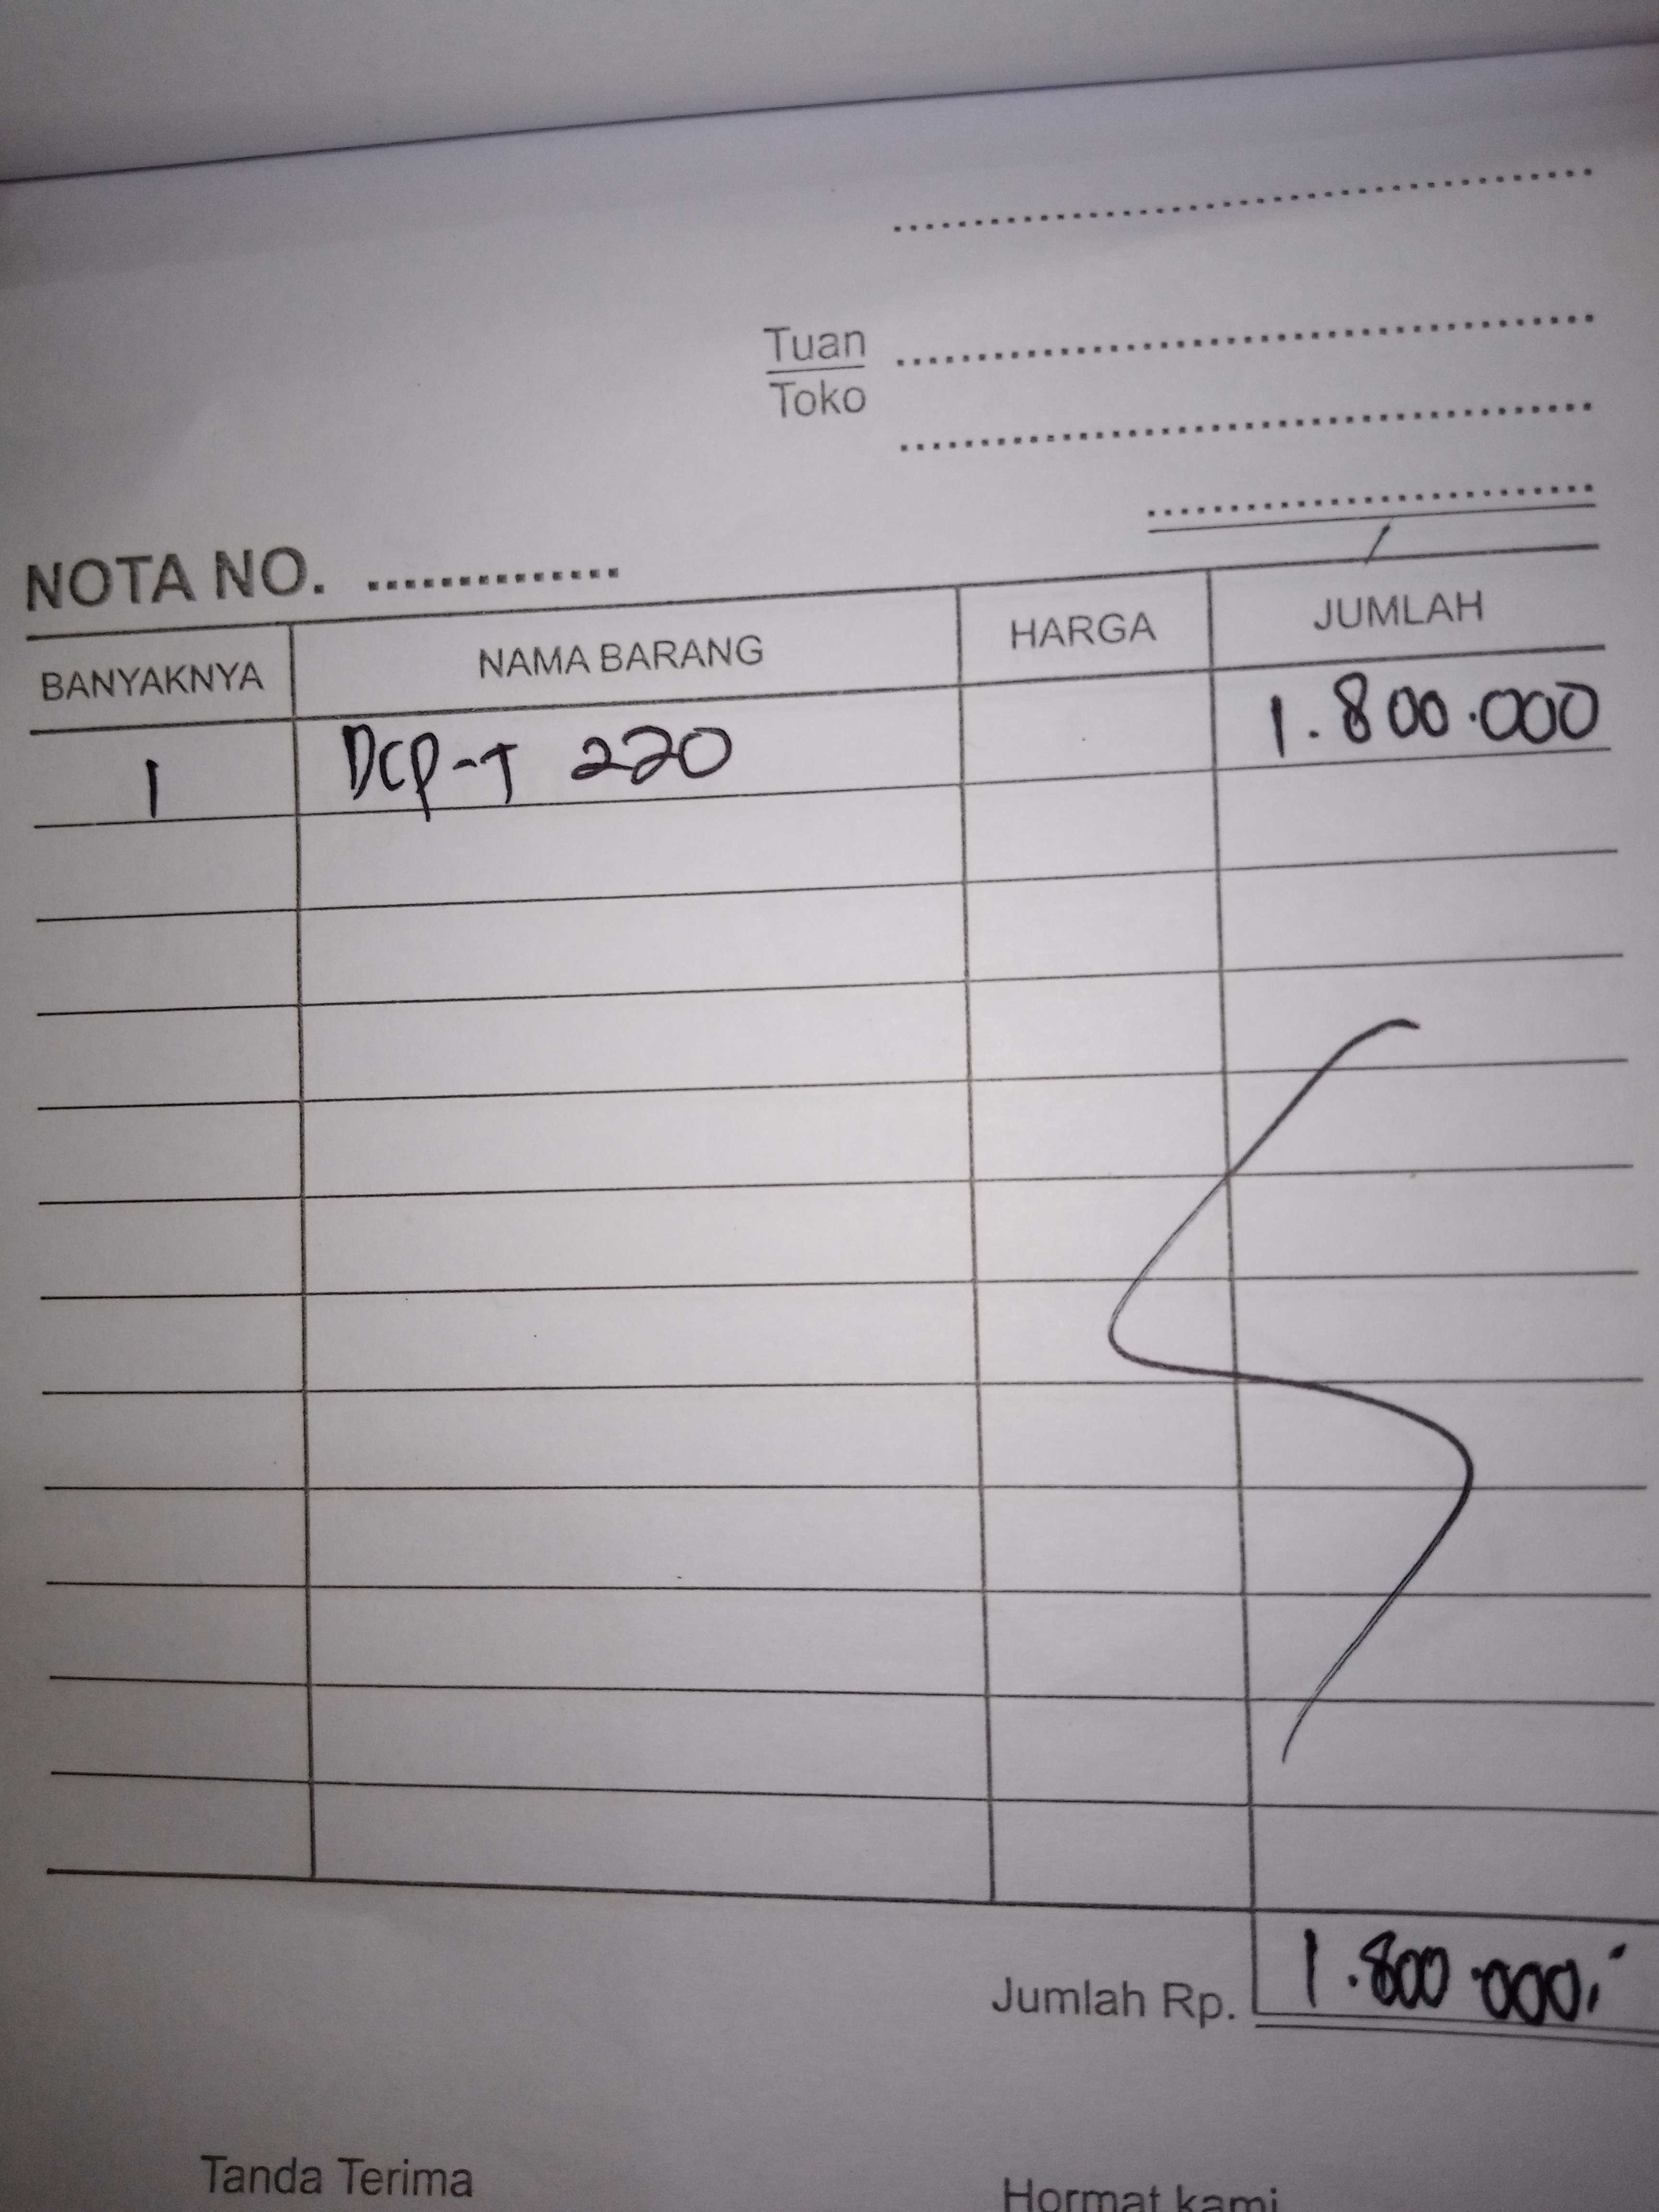 Tuan
Toko
NOTA NO. ..............
BANYAKNYA NAMA BARANG HARGA JUMLAH
1 DCP-T 220 1.800.000
Jumlah Rp. 1.800.000,-
Tanda Terima Hormat kami